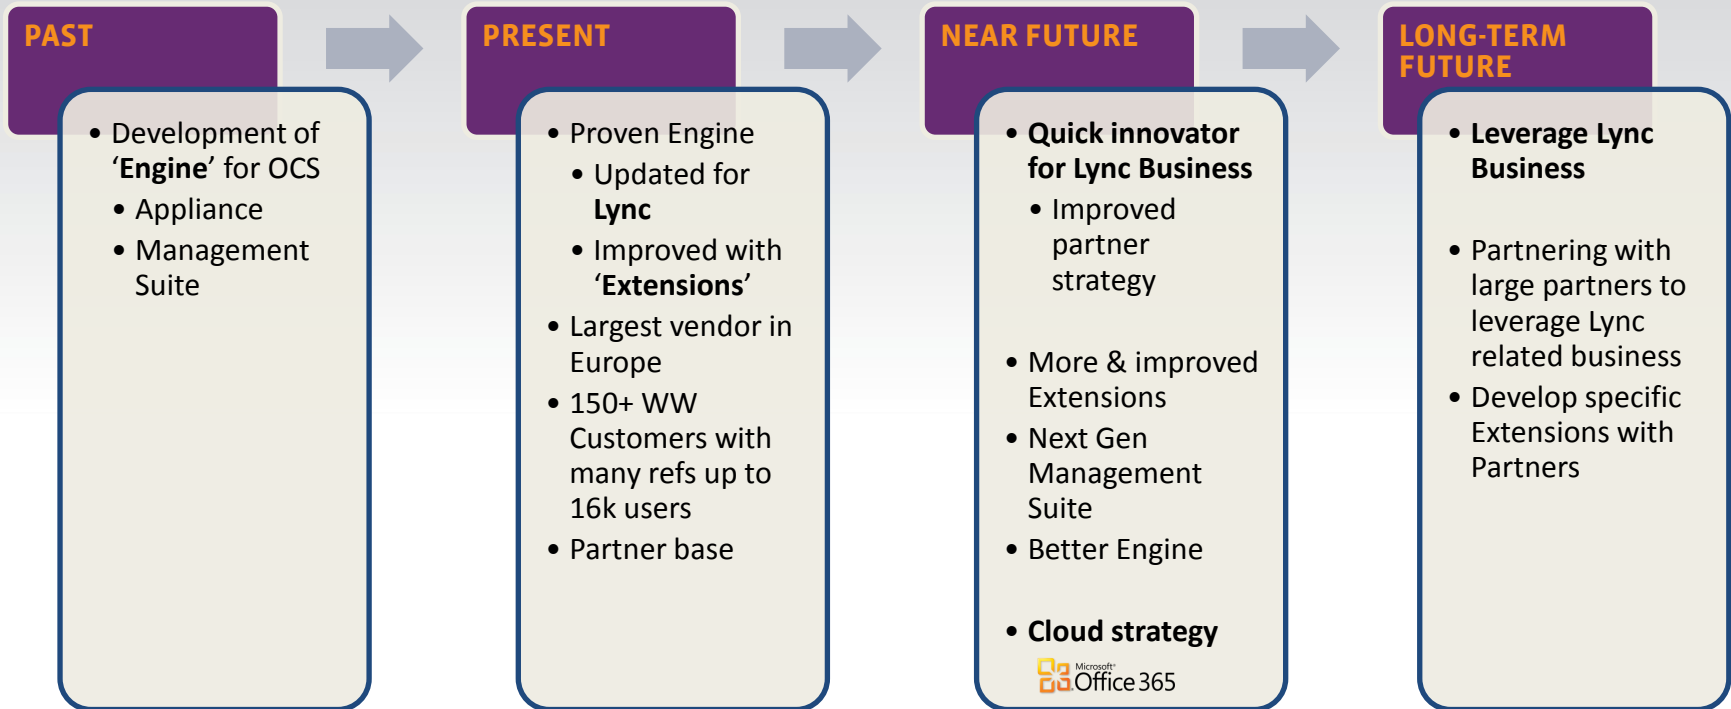 PAST
• Development of
‘Engine’ for OCS
• Appliance
• Management
Suite
PRESENT
• Proven Engine
• Updated for
Lync
• Improved with
‘Extensions’
• Largest vendor in
Europe
• 150+ WW
Customers with
many refs up to
16k users
• Partner base
NEAR FUTURE
• Quick innovator
for Lync Business
• Improved
partner
strategy
• More & improved
Extensions
• Next Gen
Management
Suite
• Better Engine
• Cloud strategy
Microsoft®
Office 365
LONG-TERM
FUTURE
• Leverage Lync
Business
• Partnering with
large partners to
leverage Lync
related business
• Develop specific
Extensions with
Partners